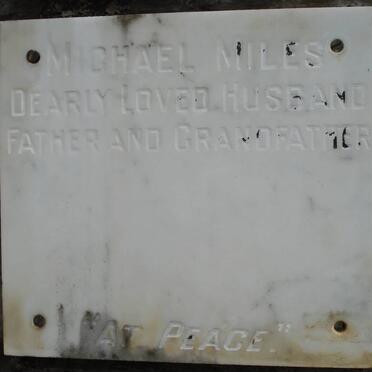 MICHAEL MILES
DEARLY LOVED HUSBAND
FATHER AND GRANDFATHER
"AT PEACE."